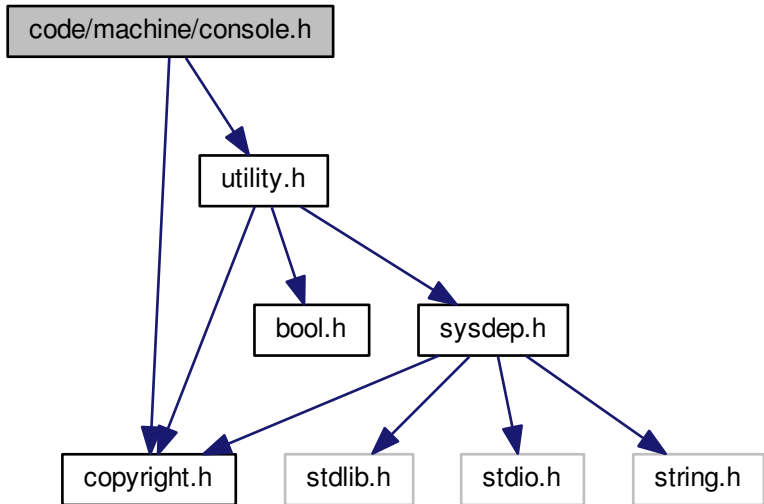 code/machine/console.h
utility.h
bool.h
sysdep.h
copyright.h
stdlib.h
stdio.h
string.h